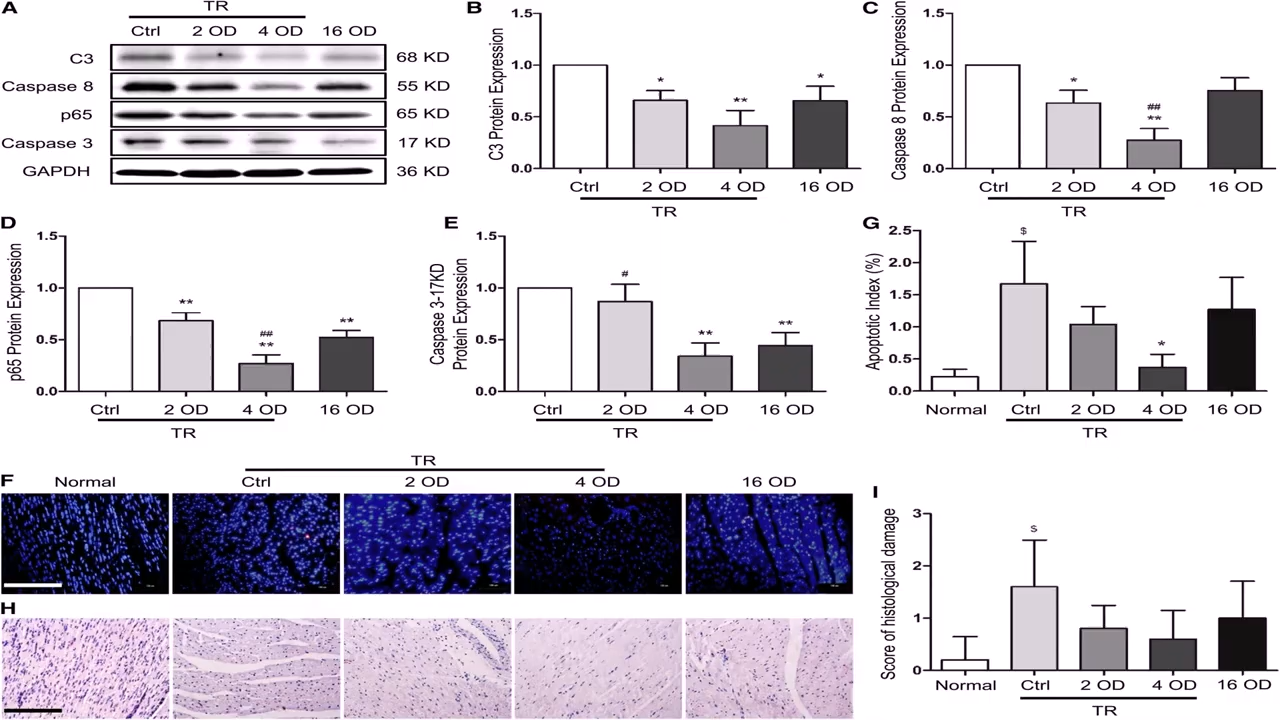 A
TR
Ctrl 2 OD 4 OD 16 OD
C3 68 KD
Caspase 8 55 KD
p65 65 KD
Caspase 3 17 KD
GAPDH 36 KD
B
C3 Protein Expression
1.5
1.0
0.5
0.0
*
**
*
Ctrl 2 OD 4 OD 16 OD
TR
C
Caspase 8 Protein Expression
1.5
1.0
0.5
0.0
*
##
**
Ctrl 2 OD 4 OD 16 OD
TR
D
p65 Protein Expression
1.5
1.0
0.5
0.0
**
##
**
**
Ctrl 2 OD 4 OD 16 OD
TR
E
Caspase 3-17KD
Protein Expression
1.5
1.0
0.5
0.0
#
**
**
Ctrl 2 OD 4 OD 16 OD
TR
G
Apoptotic Index (%)
2.5
2.0
1.5
1.0
0.5
0.0
$
*
Normal Ctrl 2 OD 4 OD 16 OD
TR
F
TR
Normal Ctrl 2 OD 4 OD 16 OD
H
I
Score of histological damage
3
2
1
0
$
Normal Ctrl 2 OD 4 OD 16 OD
TR